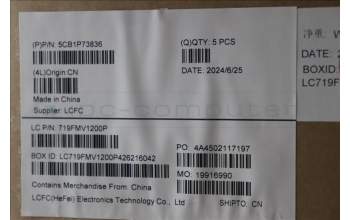 (P)P/N: 5CB1P73836
(Q)QTY: 5 PCS
净重: W
(4L)Origin:CN
DATE: 2024/6/25
DATE: 2
Made in China
BOXID
Supplier: LCFC
LC719F
LC P/N: 719FMV1200P
PO: 4A4502117197
BOX ID: LC719FMV1200P426216042
MO: 19916990
Contains Merchandise From. China
LCFC(HeFei) Electronics Technology Co., Ltd
SHIPTO. CN